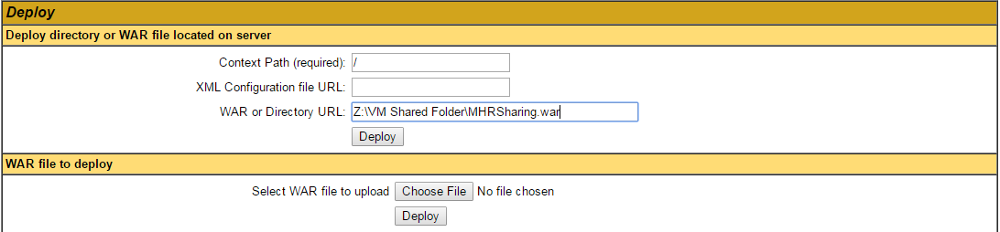 Deploy
Deploy directory or WAR file located on server
Context Path (required): /
XML Configuration file URL:
WAR or Directory URL: Z:\VM Shared Folder\MHRSharing.war
Deploy
WAR file to deploy
Select WAR file to upload Choose File No file chosen
Deploy